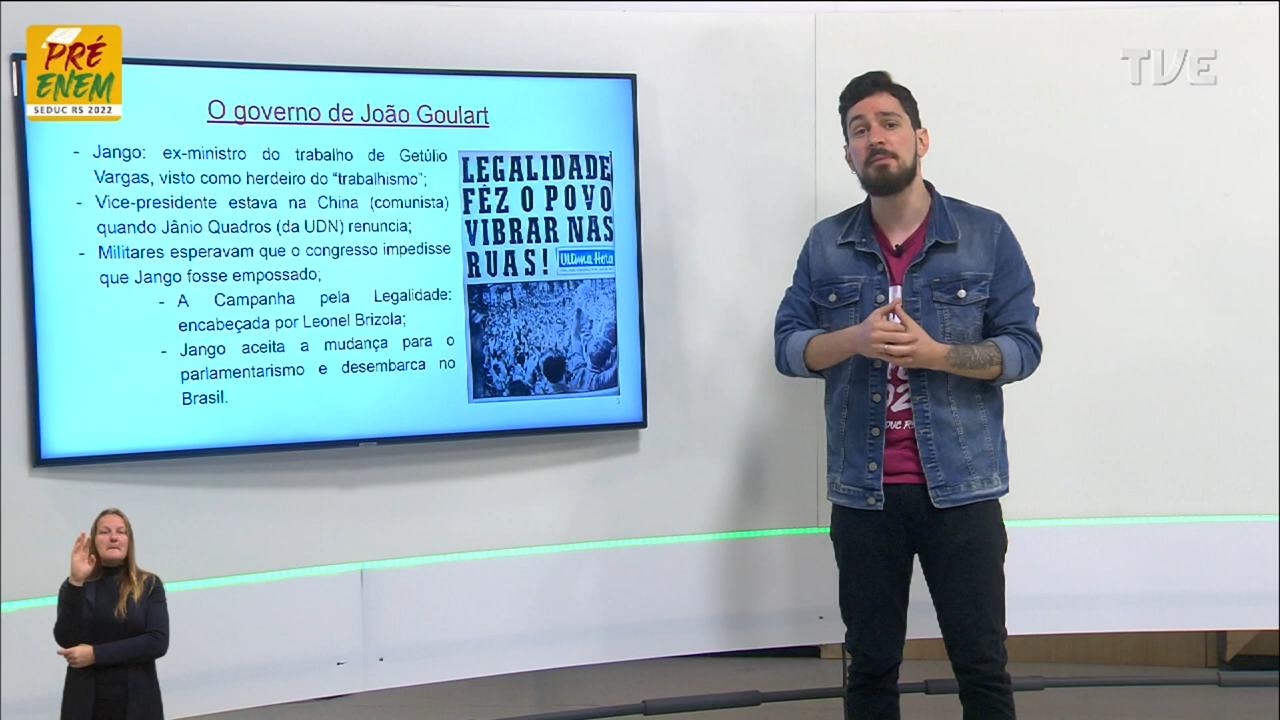 PRÉ
ENEM
SEDUC RS 2022
TVE
O governo de João Goulart
- Jango: ex-ministro do trabalho de Getúlio
Vargas, visto como herdeiro do “trabalhismo”;
- Vice-presidente estava na China (comunista)
quando Jânio Quadros (da UDN) renuncia;
- Militares esperavam que o congresso impedisse
que Jango fosse empossado;
- A Campanha pela Legalidade:
encabeçada por Leonel Brizola;
- Jango aceita a mudança para o
parlamentarismo e desembarca no
Brasil.
LEGALIDADE
FÊZ O POVO
VIBRAR NAS
RUAS!
Ultima Hora